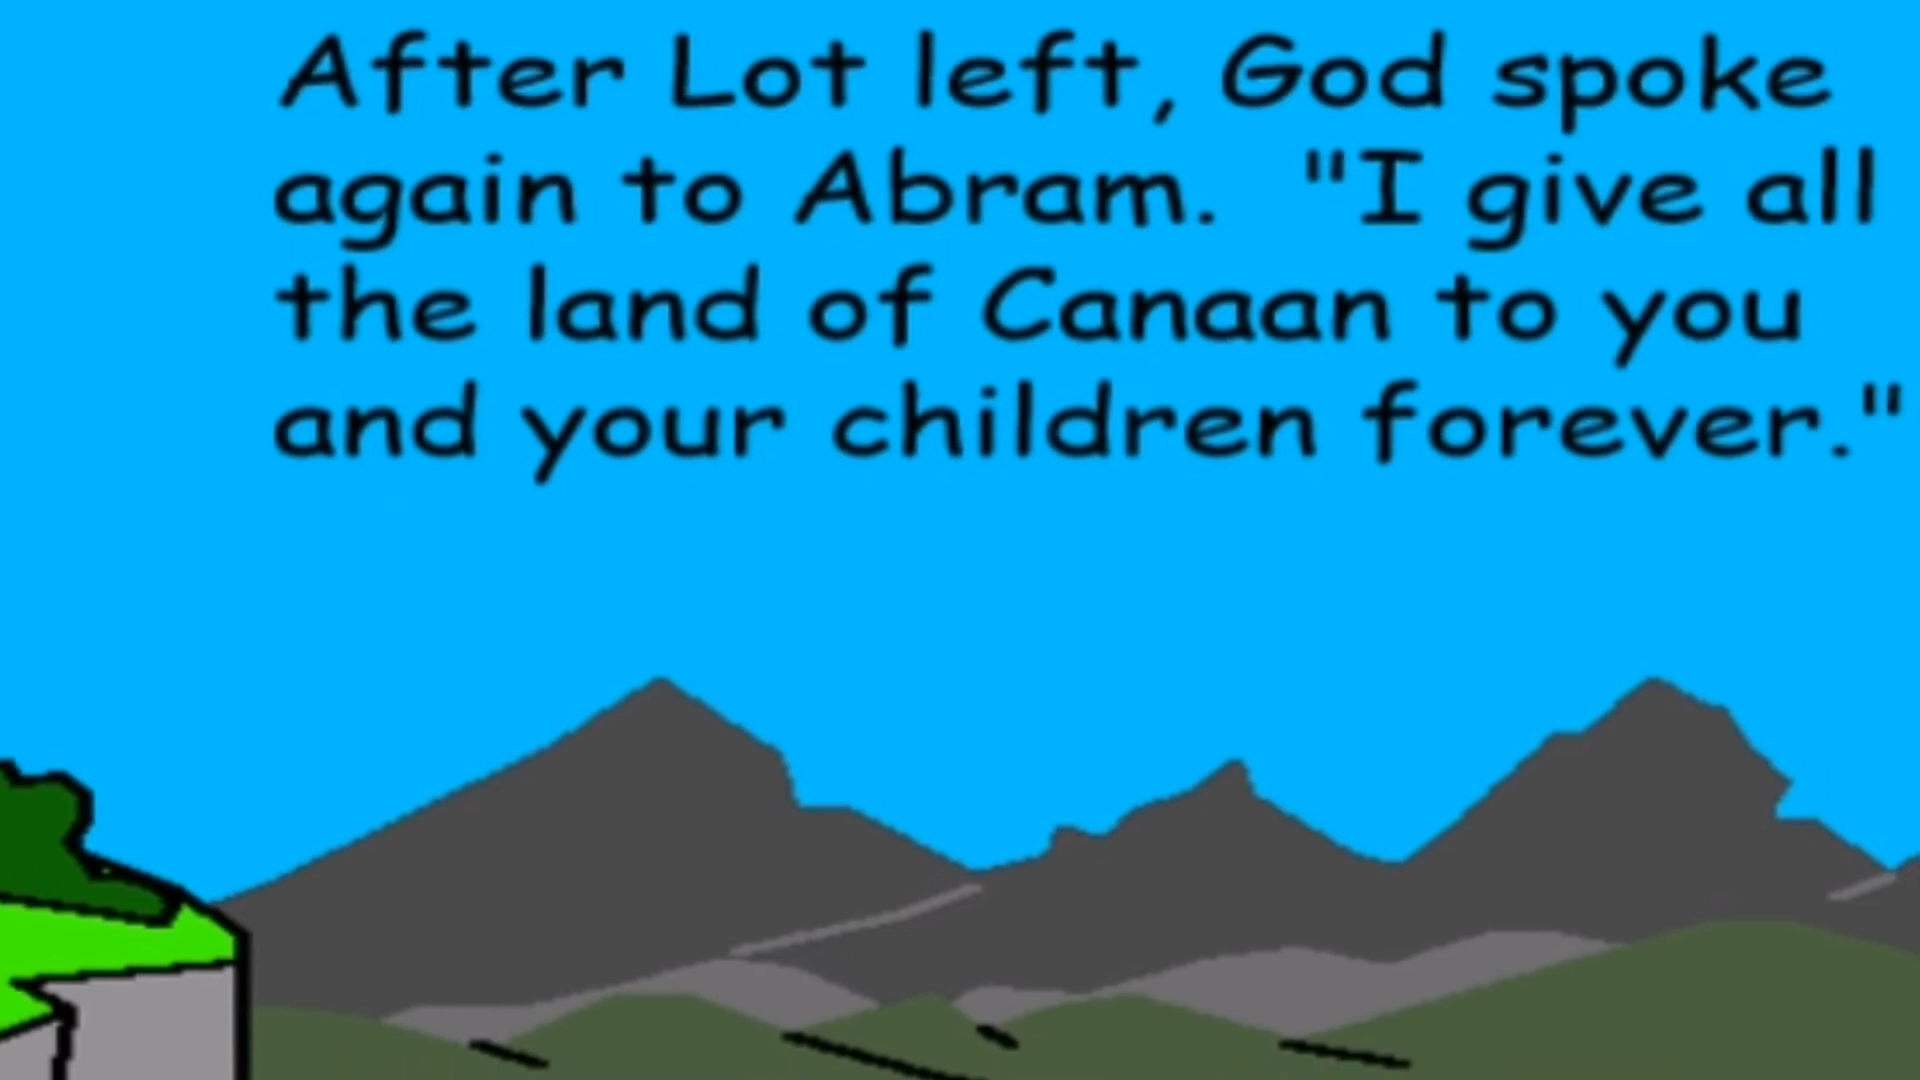 After Lot left, God spoke
again to Abram.  "I give all
the land of Canaan to you
and your children forever."